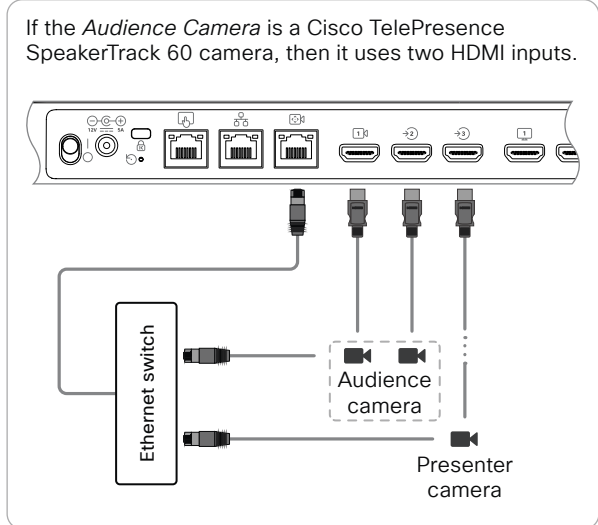 If the Audience Camera is a Cisco TelePresence
SpeakerTrack 60 camera, then it uses two HDMI inputs.
12V 5A
1 2 3 1
Ethernet switch
Audience
camera
Presenter
camera